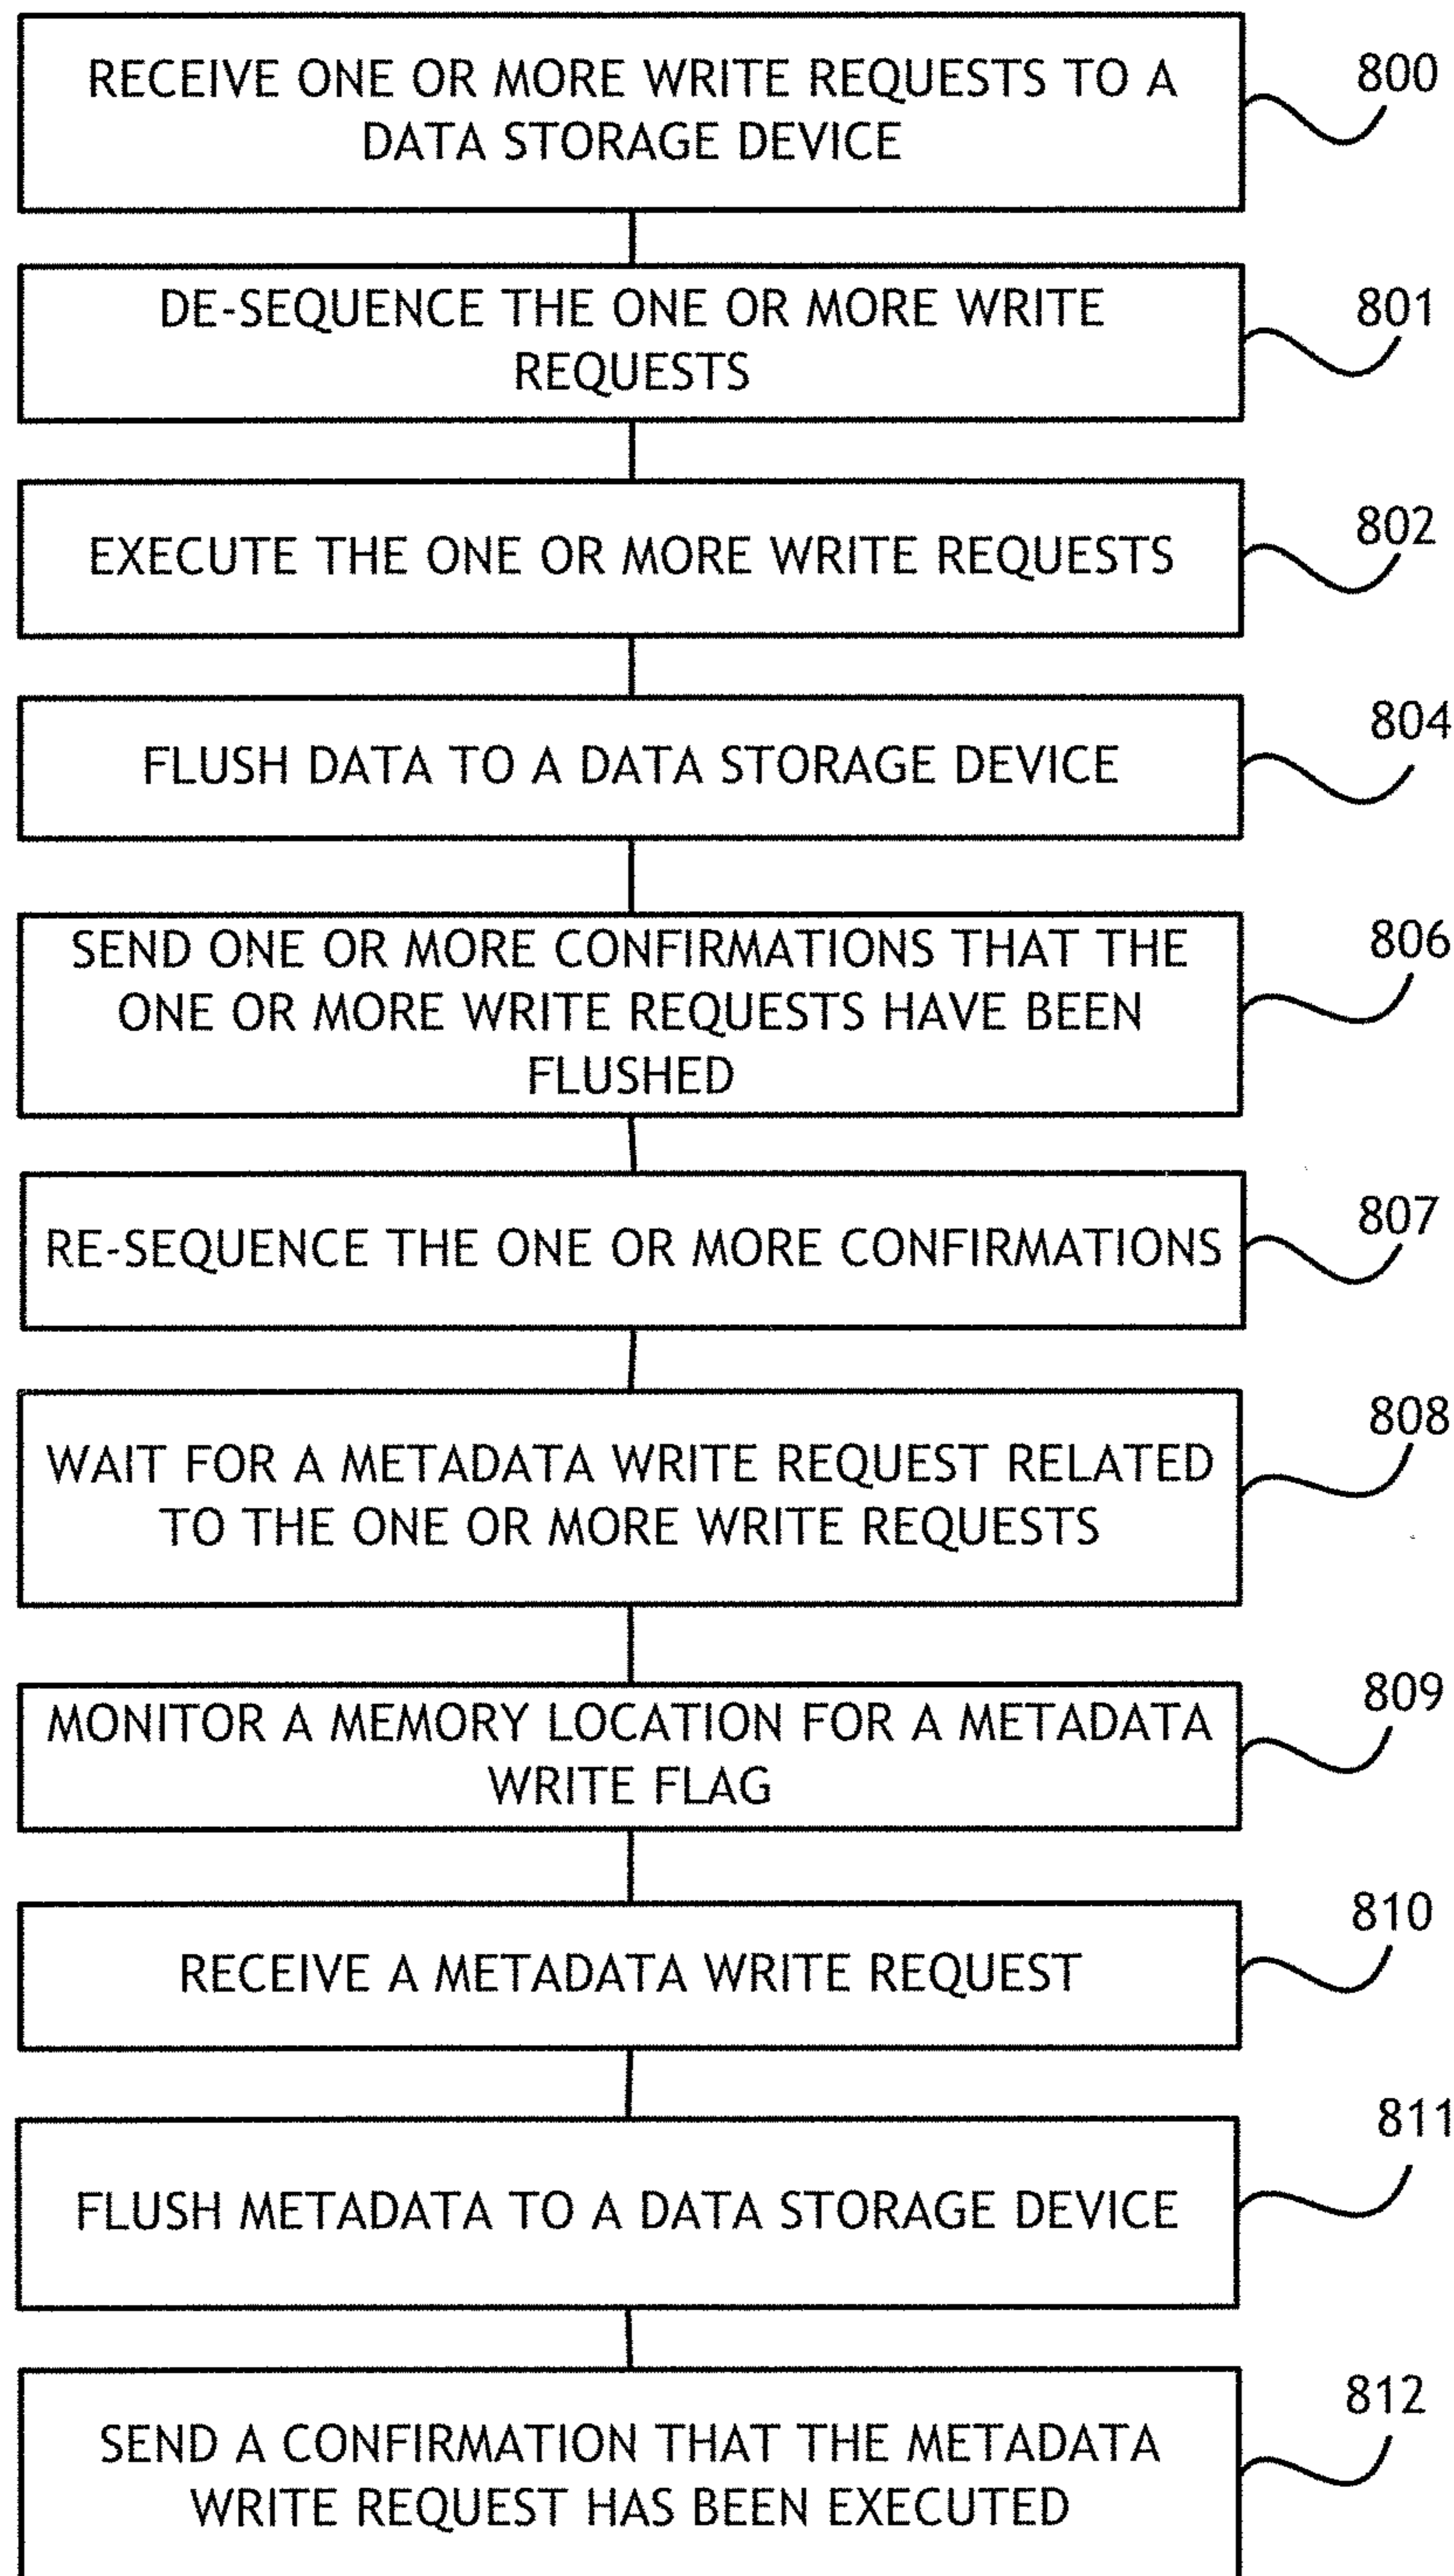 RECEIVE ONE OR MORE WRITE REQUESTS TO A
DATA STORAGE DEVICE
800
DE-SEQUENCE THE ONE OR MORE WRITE
REQUESTS
801
EXECUTE THE ONE OR MORE WRITE REQUESTS
802
FLUSH DATA TO A DATA STORAGE DEVICE
804
SEND ONE OR MORE CONFIRMATIONS THAT THE
ONE OR MORE WRITE REQUESTS HAVE BEEN
FLUSHED
806
RE-SEQUENCE THE ONE OR MORE CONFIRMATIONS
807
WAIT FOR A METADATA WRITE REQUEST RELATED
TO THE ONE OR MORE WRITE REQUESTS
808
MONITOR A MEMORY LOCATION FOR A METADATA
WRITE FLAG
809
RECEIVE A METADATA WRITE REQUEST
810
FLUSH METADATA TO A DATA STORAGE DEVICE
811
SEND A CONFIRMATION THAT THE METADATA
WRITE REQUEST HAS BEEN EXECUTED
812